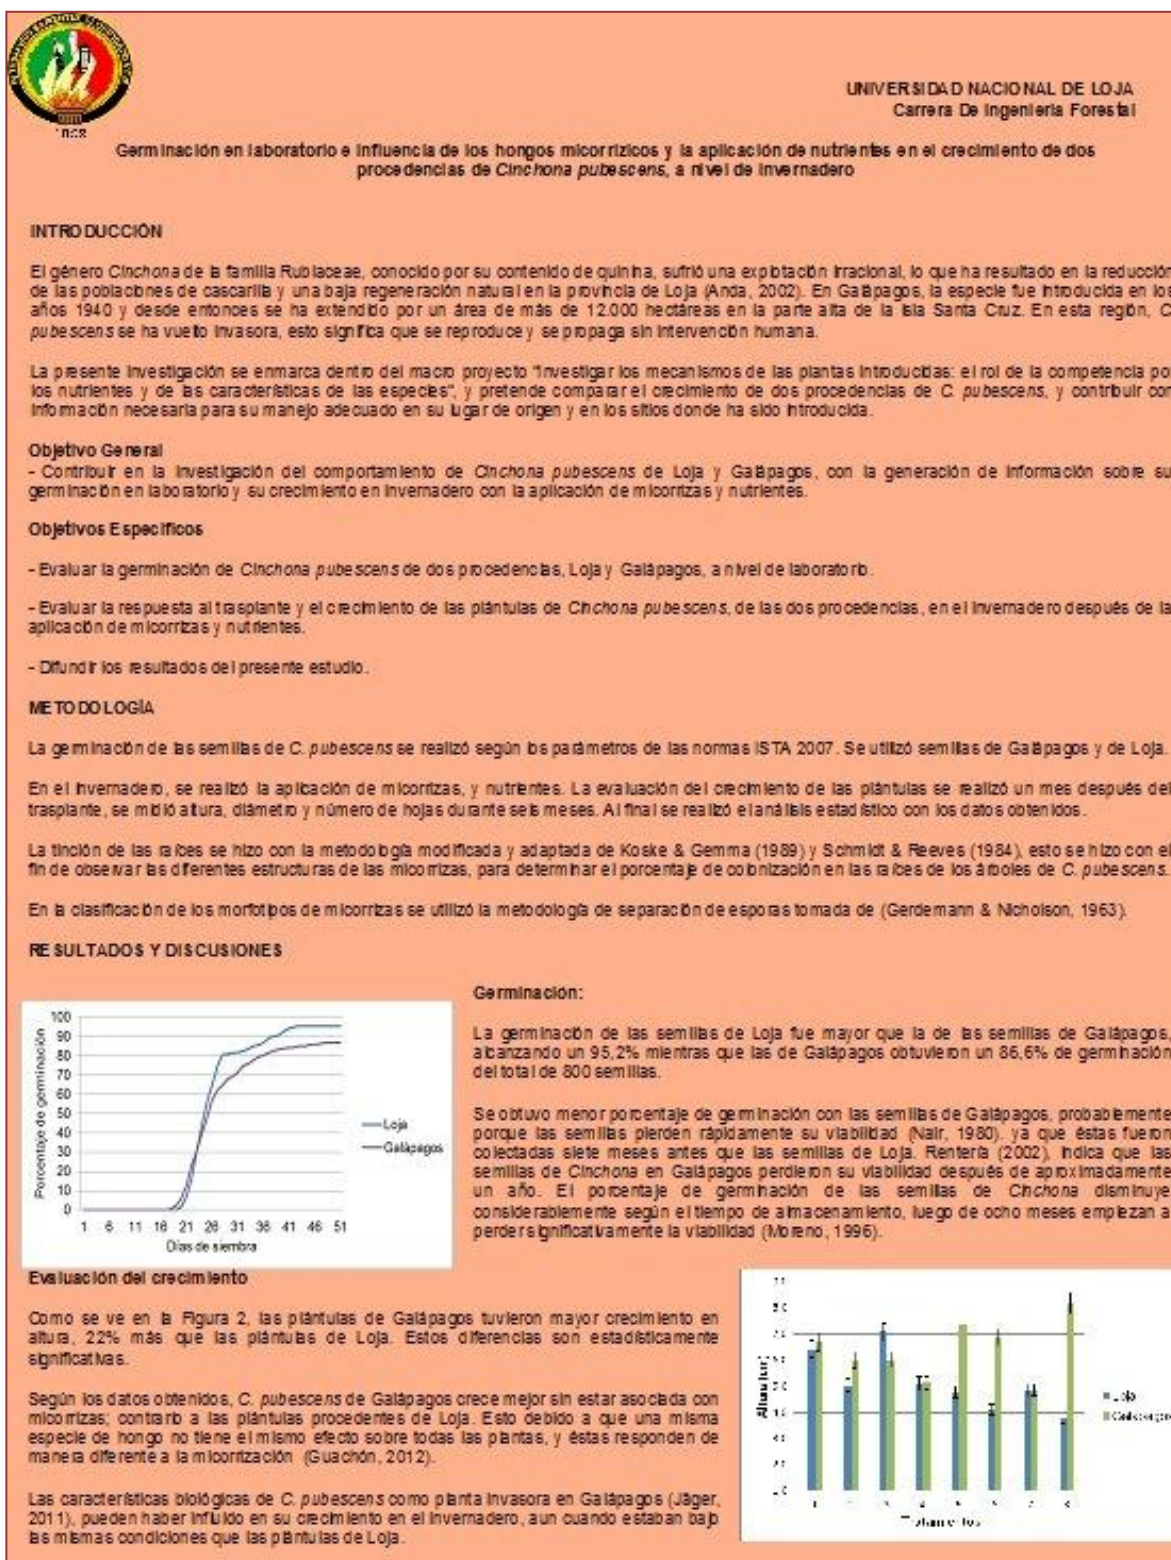 1858
UNIVERSIDAD NACIONAL DE LOJA
Carrera De Ingeniería Forestal
Germinación en laboratorio e influencia de los hongos micorrízicos y la aplicación de nutrientes en el crecimiento de dos
procedencias de Cinchona pubescens, a nivel de invernadero
INTRODUCCIÓN
El género Cinchona de la familia Rubiaceae, conocido por su contenido de quinina, sufrió una explotación irracional, lo que ha resultado en la reducción
de las poblaciones de cascarilla y una baja regeneración natural en la provincia de Loja (Anda, 2002). En Galápagos, la especie fue introducida en los
años 1940 y desde entonces se ha extendido por un área de más de 12.000 hectáreas en la parte alta de la isla Santa Cruz. En esta región, C
pubescens se ha vuelto invasora, esto significa que se reproduce y se propaga sin intervención humana.
La presente investigación se enmarca dentro del macro proyecto "Investigar los mecanismos de las plantas introducidas: el rol de la competencia po
los nutrientes y de las características de las especies", y pretende comparar el crecimiento de dos procedencias de C. pubescens, y contribuir con
información necesaria para su manejo adecuado en su lugar de origen y en los sitios donde ha sido introducida.
Objetivo General
- Contribuir en la investigación del comportamiento de Cinchona pubescens de Loja y Galápagos, con la generación de información sobre su
germinación en laboratorio y su crecimiento en invernadero con la aplicación de micorrizas y nutrientes.
Objetivos Específicos
- Evaluar la germinación de Cinchona pubescens de dos procedencias, Loja y Galápagos, a nivel de laboratorio.
- Evaluar la respuesta al trasplante y el crecimiento de las plántulas de Cinchona pubescens, de las dos procedencias, en el invernadero después de la
aplicación de micorrizas y nutrientes.
- Difundir los resultados del presente estudio.
METODOLOGÍA
La germinación de las semillas de C. pubescens se realizó según los parámetros de las normas ISTA 2007. Se utilizó semillas de Galápagos y de Loja.
En el invernadero, se realizó la aplicación de micorrizas, y nutrientes. La evaluación del crecimiento de las plántulas se realizó un mes después del
trasplante, se midió altura, diámetro y número de hojas durante seis meses. Al final se realizó el análisis estadístico con los datos obtenidos.
La tinción de las raíces se hizo con la metodología modificada y adaptada de Koske & Gemma (1989) y Schmidt & Reeves (1984), esto se hizo con el
fin de observar las diferentes estructuras de las micorrizas, para determinar el porcentaje de colonización en las raíces de los árboles de C. pubescens.
En la clasificación de los morfotipos de micorrizas se utilizó la metodología de separación de esporas tomada de (Gerdemann & Nicholson, 1963).
RESULTADOS Y DISCUSIONES
Porcentaje de germinación
100
90
80
70
60
50
40
30
20
10
0
1 6 11 16 21 26 31 36 41 46 51
Días de siembra
Loja
Galápagos
Germinación:
La germinación de las semillas de Loja fue mayor que la de las semillas de Galápagos,
alcanzando un 95,2% mientras que las de Galápagos obtuvieron un 86,6% de germinación
del total de 800 semillas.
Se obtuvo menor porcentaje de germinación con las semillas de Galápagos, probablemente
porque las semillas pierden rápidamente su viabilidad (Nair, 1980). ya que éstas fueron
colectadas siete meses antes que las semillas de Loja. Rentería (2002), indica que las
semillas de Cinchona en Galápagos perdieron su viabilidad después de aproximadamente
un año. El porcentaje de germinación de las semillas de Cinchona disminuye
considerablemente según el tiempo de almacenamiento, luego de ocho meses empiezan a
perder significativamente la viabilidad (Moreno, 1996).
Evaluación del crecimiento
Como se ve en la Figura 2, las plántulas de Galápagos tuvieron mayor crecimiento en
altura, 22% más que las plántulas de Loja. Estos diferencias son estadísticamente
significativas.
Según los datos obtenidos, C. pubescens de Galápagos crece mejor sin estar asociada con
micorrizas; contrario a las plántulas procedentes de Loja. Esto debido a que una misma
especie de hongo no tiene el mismo efecto sobre todas las plantas, y éstas responden de
manera diferente a la micorrización (Guachón, 2012).
Las características biológicas de C. pubescens como planta invasora en Galápagos (Jäger,
2011), pueden haber influido en su crecimiento en el invernadero, aun cuando estaban bajo
las mismas condiciones que las plántulas de Loja.
Altura (cm)
Loja
Galápagos
Tratamientos